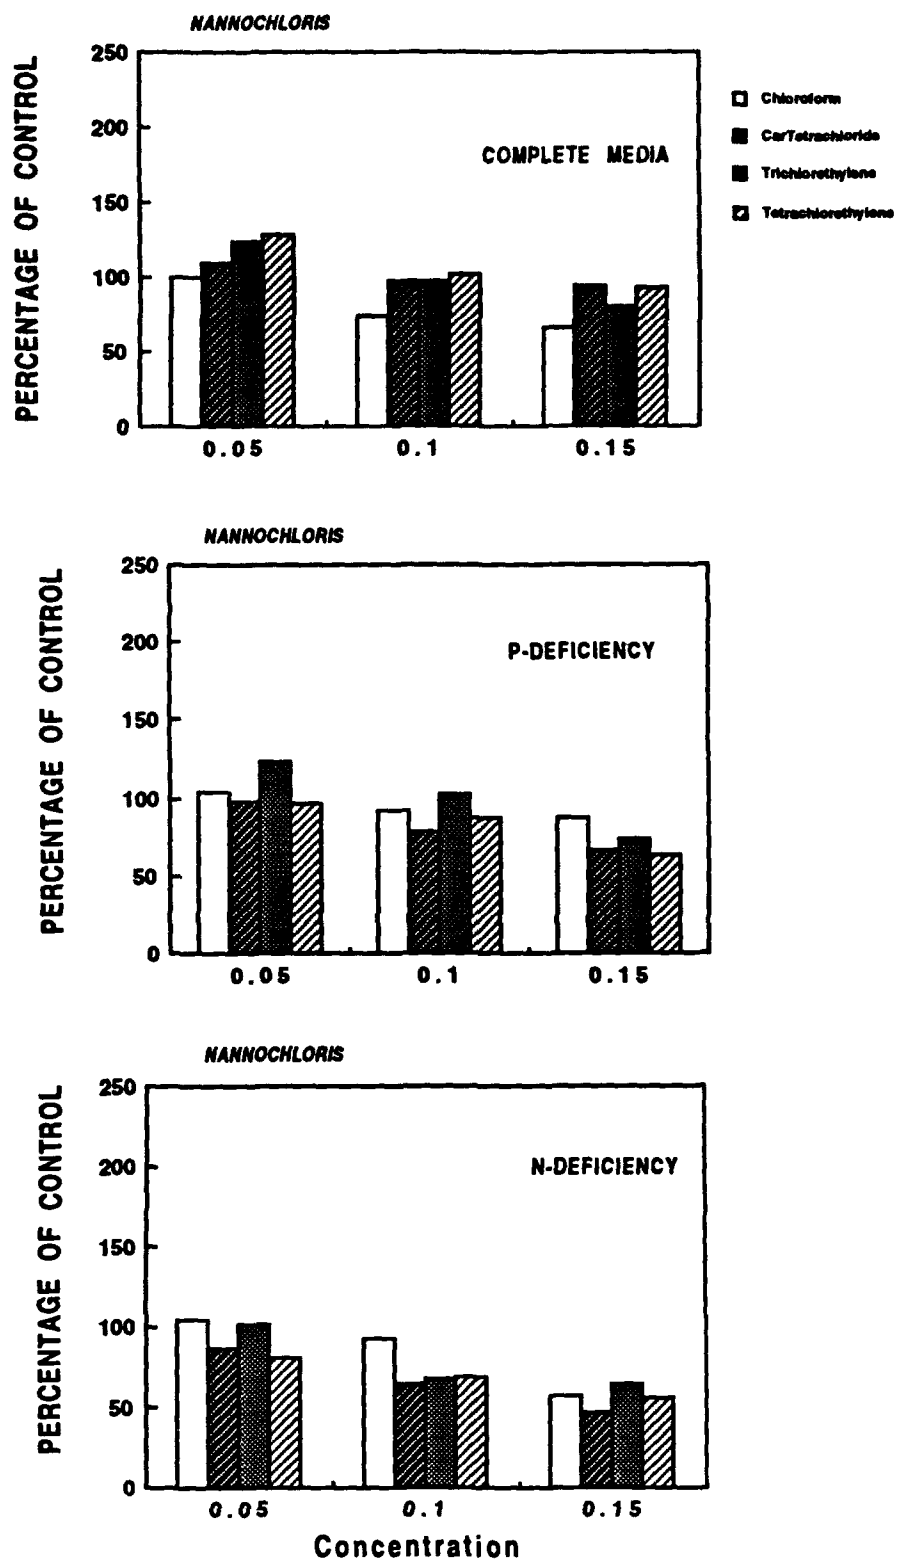 NANNOCHLORIS
PERCENTAGE OF CONTROL
250
200
150
100
50
0
COMPLETE MEDIA
0.05 0.1 0.15
Chloroform
CarTetrachloride
Trichlorethylene
Tetrachlorethylene
NANNOCHLORIS
PERCENTAGE OF CONTROL
250
200
150
100
50
0
P-DEFICIENCY
0.05 0.1 0.15
NANNOCHLORIS
PERCENTAGE OF CONTROL
250
200
150
100
50
0
N-DEFICIENCY
0.05 0.1 0.15
Concentration